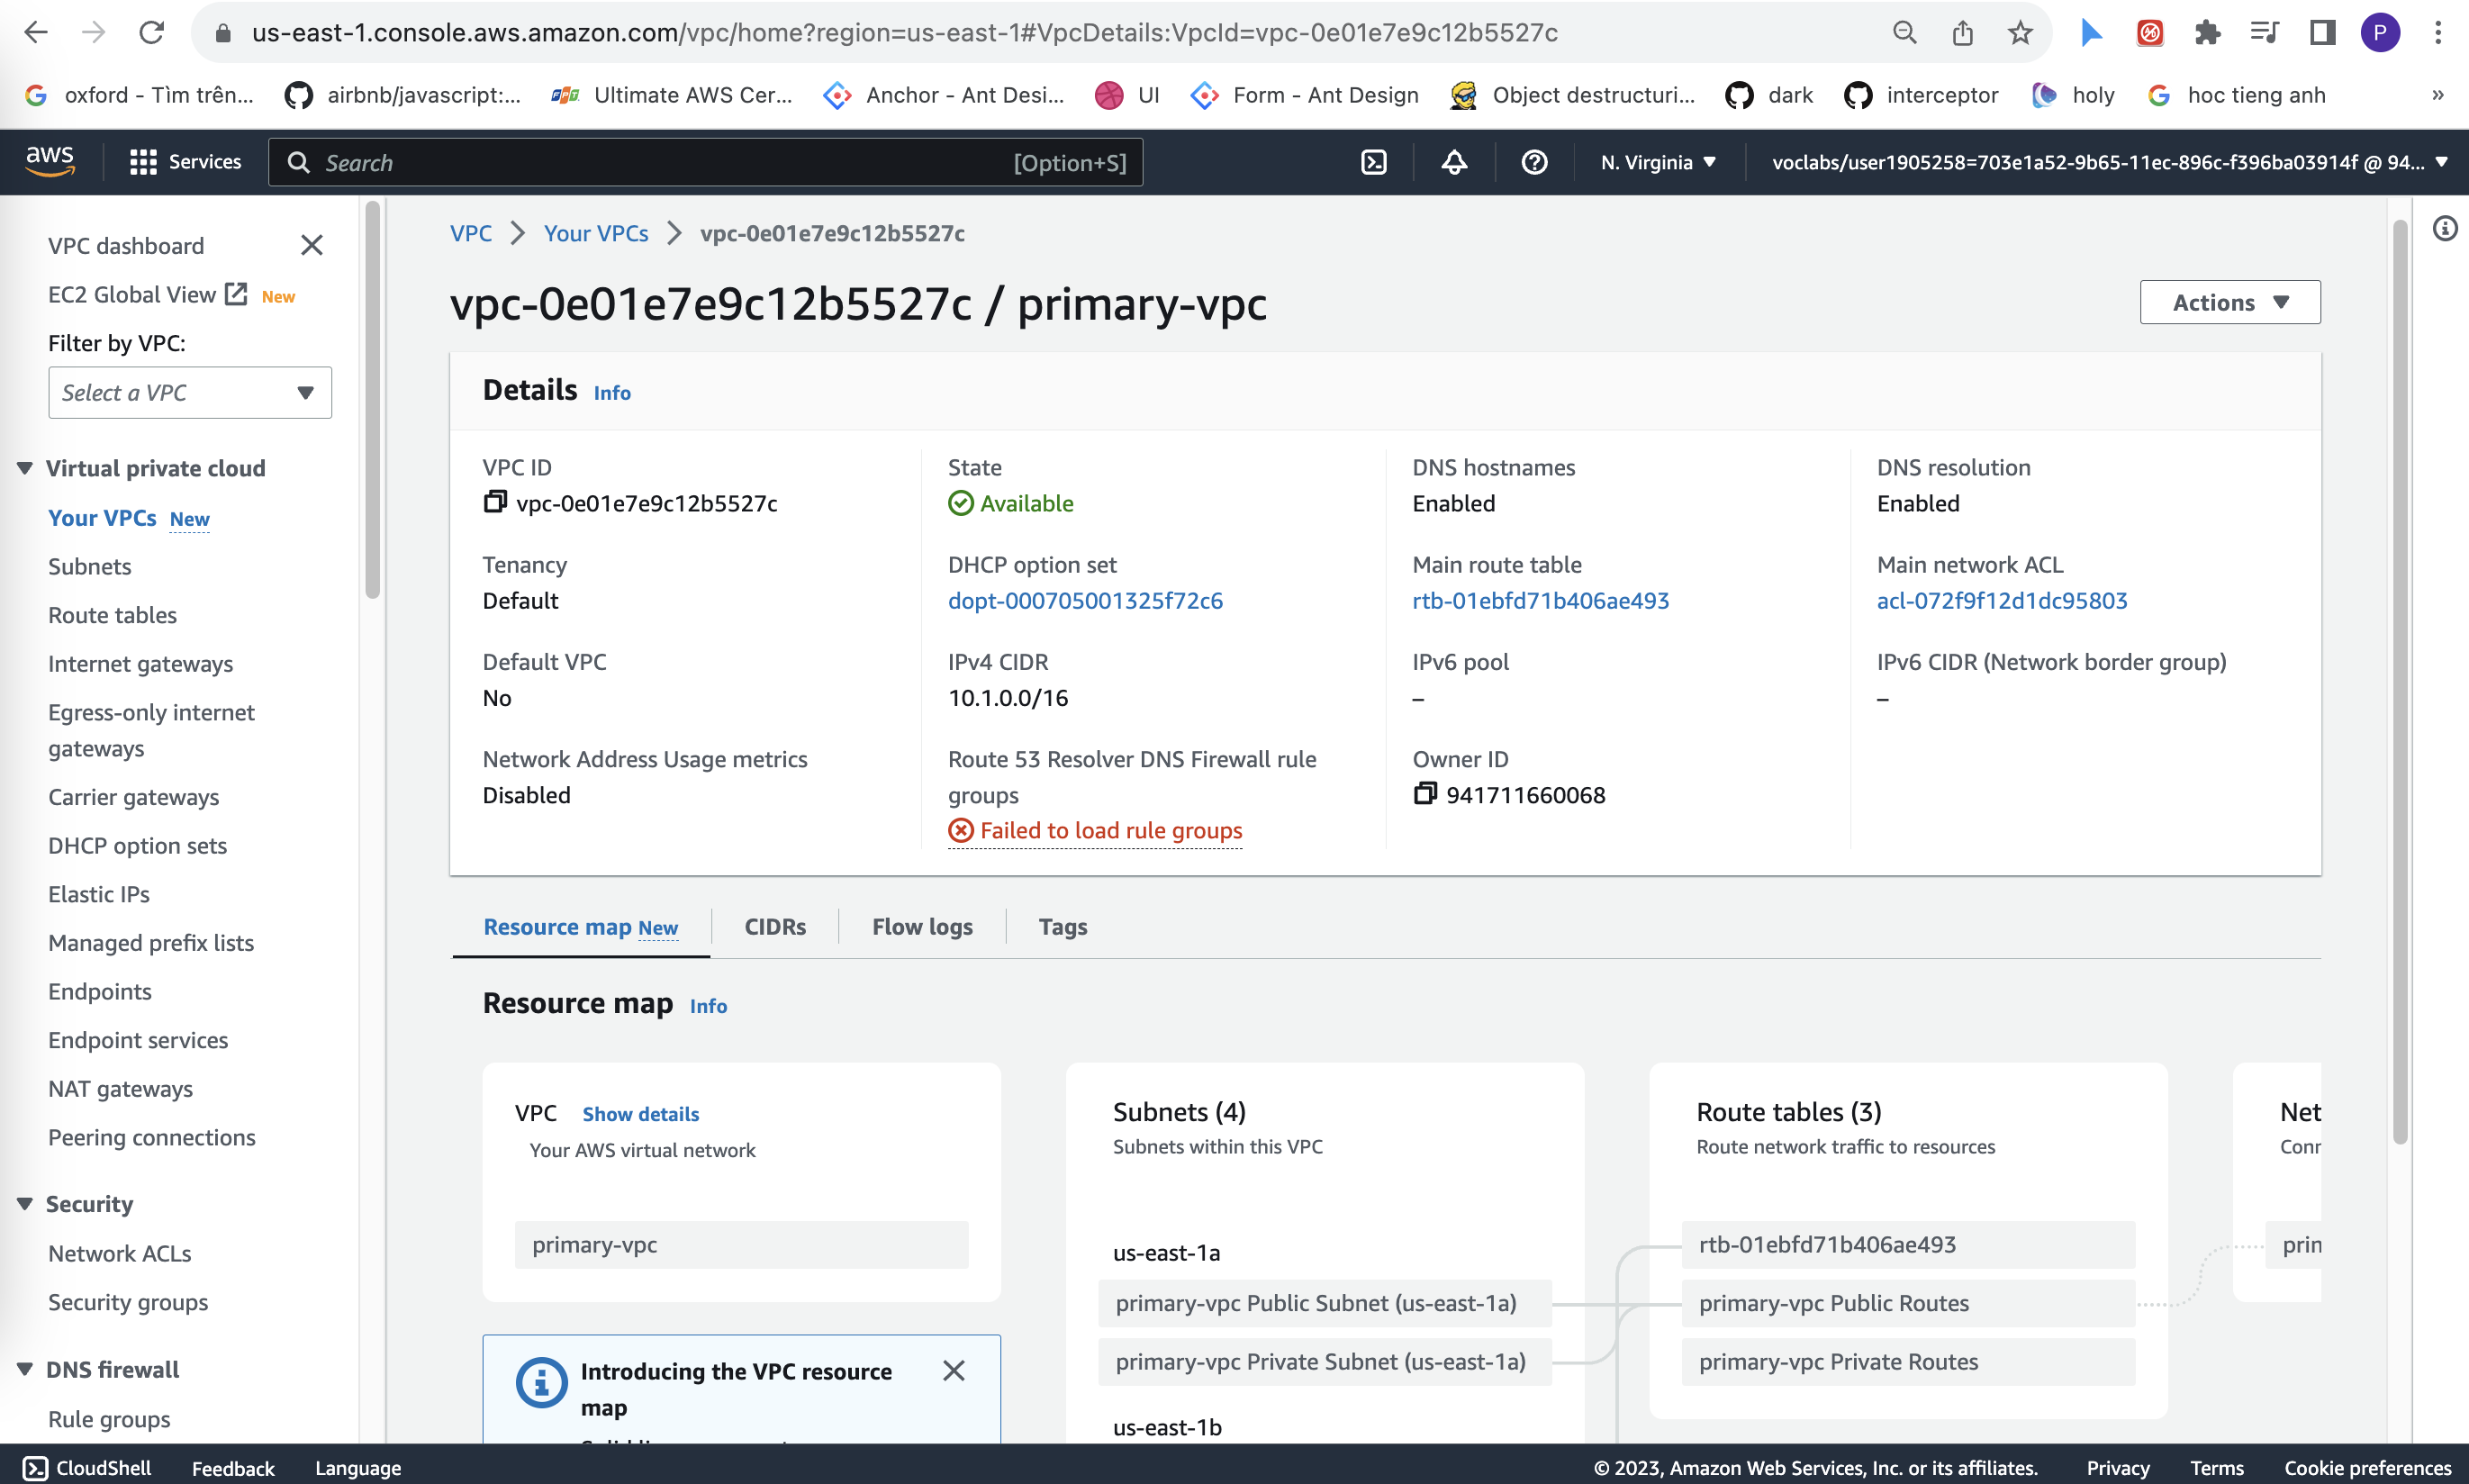 us-east-1.console.aws.amazon.com/vpc/home?region=us-east-1#VpcDetails:VpcId=vpc-0e01e7e9c12b5527c
P
oxford - Tìm trên...
airbnb/javascript:...
FPT Ultimate AWS Cer...
Anchor - Ant Desi...
UI
Form - Ant Design
Object destructuri...
dark
interceptor
holy
hoc tieng anh
»
aws
Services
Search
[Option+S]
N. Virginia
voclabs/user1905258=703e1a52-9b65-11ec-896c-f396ba03914f @ 94...
VPC dashboard
EC2 Global View New
Filter by VPC:
Select a VPC
Virtual private cloud
Your VPCs New
Subnets
Route tables
Internet gateways
Egress-only internet
gateways
Carrier gateways
DHCP option sets
Elastic IPs
Managed prefix lists
Endpoints
Endpoint services
NAT gateways
Peering connections
Security
Network ACLs
Security groups
DNS firewall
Rule groups
VPC > Your VPCs > vpc-0e01e7e9c12b5527c
vpc-0e01e7e9c12b5527c / primary-vpc
Actions
Details Info
VPC ID
vpc-0e01e7e9c12b5527c
State
Available
DNS hostnames
Enabled
DNS resolution
Enabled
Tenancy
Default
DHCP option set
dopt-000705001325f72c6
Main route table
rtb-01ebfd71b406ae493
Main network ACL
acl-072f9f12d1dc95803
Default VPC
No
IPv4 CIDR
10.1.0.0/16
IPv6 pool
–
IPv6 CIDR (Network border group)
–
Network Address Usage metrics
Disabled
Route 53 Resolver DNS Firewall rule
groups
Failed to load rule groups
Owner ID
941711660068
Resource map New
CIDRs
Flow logs
Tags
Resource map Info
VPC Show details
Your AWS virtual network
primary-vpc
Introducing the VPC resource
map
Subnets (4)
Subnets within this VPC
us-east-1a
primary-vpc Public Subnet (us-east-1a)
primary-vpc Private Subnet (us-east-1a)
us-east-1b
Route tables (3)
Route network traffic to resources
rtb-01ebfd71b406ae493
primary-vpc Public Routes
primary-vpc Private Routes
Net
Conr
prin
CloudShell
Feedback
Language
© 2023, Amazon Web Services, Inc. or its affiliates.
Privacy
Terms
Cookie preferences